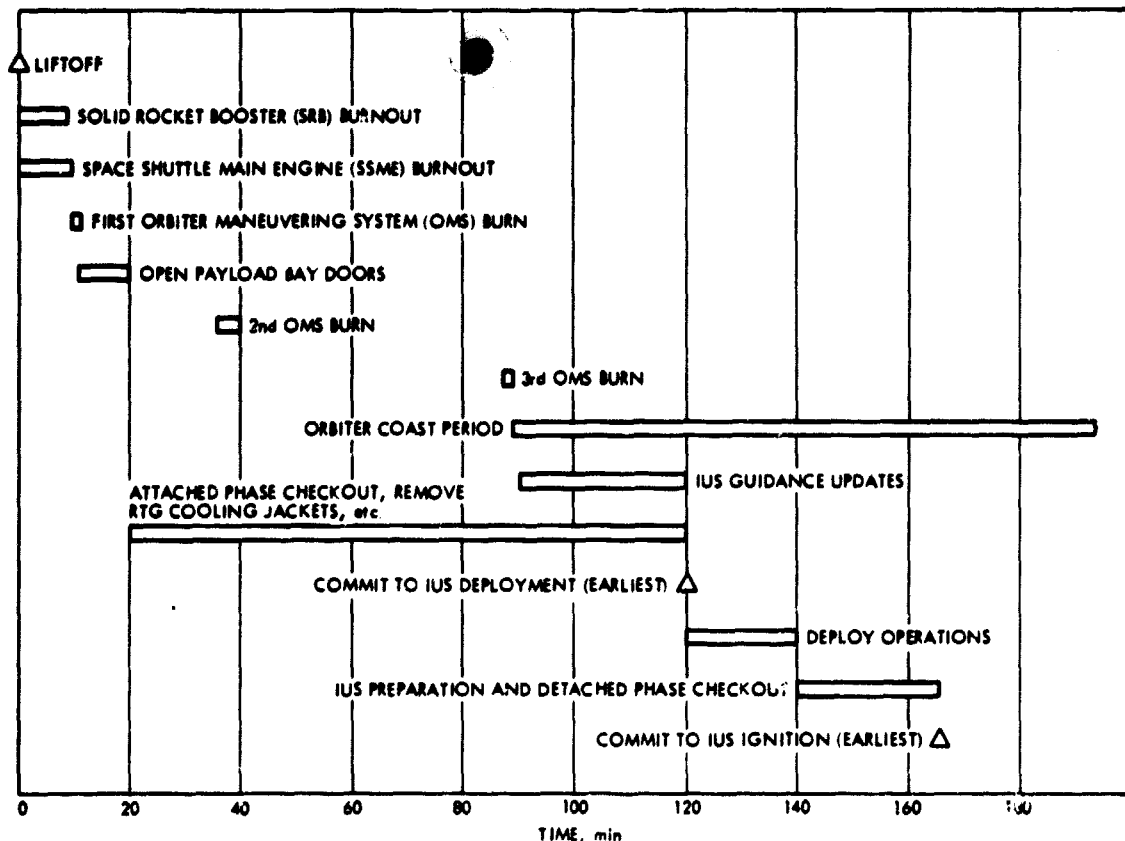 LIFTOFF
SOLID ROCKET BOOSTER (SRB) BURNOUT
SPACE SHUTTLE MAIN ENGINE (SSME) BURNOUT
FIRST ORBITER MANEUVERING SYSTEM (OMS) BURN
OPEN PAYLOAD BAY DOORS
2nd OMS BURN
3rd OMS BURN
ORBITER COAST PERIOD
IUS GUIDANCE UPDATES
ATTACHED PHASE CHECKOUT, REMOVE
RTG COOLING JACKETS, etc
COMMIT TO IUS DEPLOYMENT (EARLIEST)
DEPLOY OPERATIONS
IUS PREPARATION AND DETACHED PHASE CHECKOUT
COMMIT TO IUS IGNITION (EARLIEST)
0 20 40 60 80 100 120 140 160 180
TIME, min